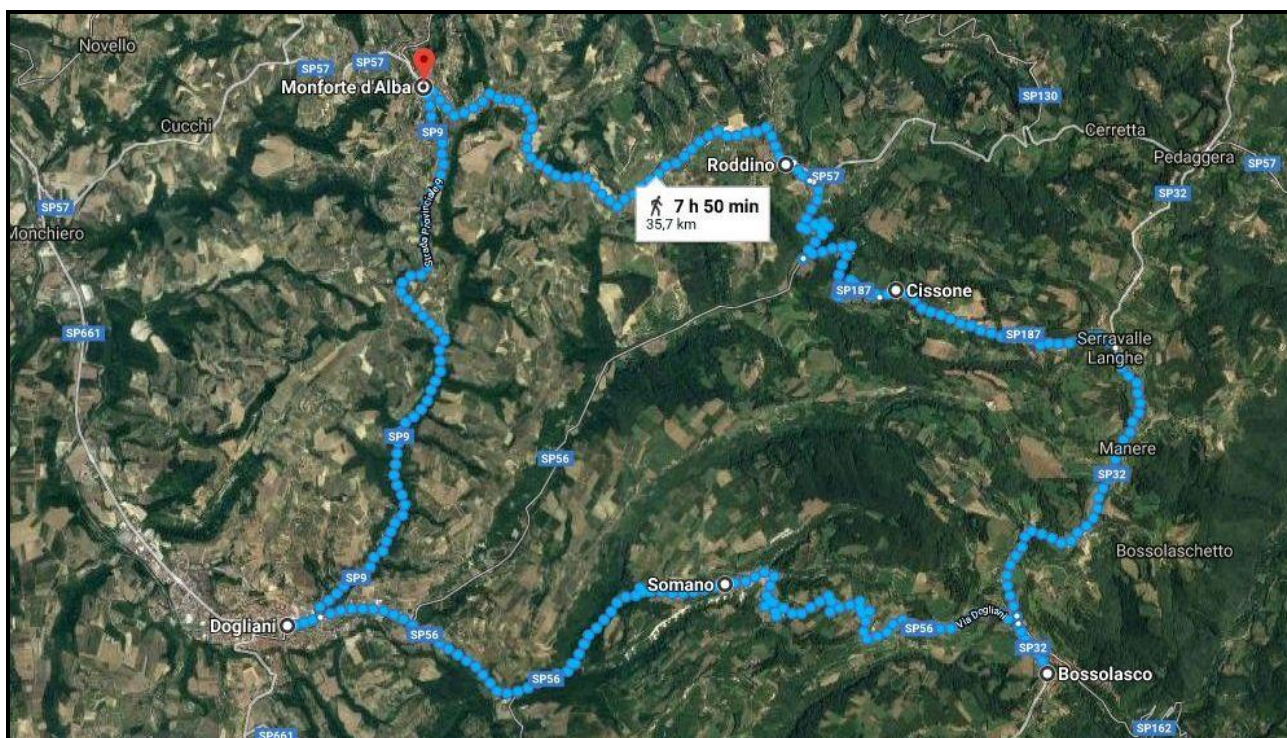 Novello
SP57
SP57
Monforte d'Alba
SP130
SP9
Cucchi
Cerretta
Pedaggera
SP57
Roddino
SP57
SP32
SP57
7 h 50 min
35,7 km
Monchiero
Strada Provinciale 9
Cissone
SP187
SP661
SP187
Serravalle
Langhe
SP9
Manere
SP56
SP32
Bossolaschetto
SP9
Somano
Via Dogliani
Dogliani
SP56
SP56
SP32
SP56
Bossolasco
SP162
SP661